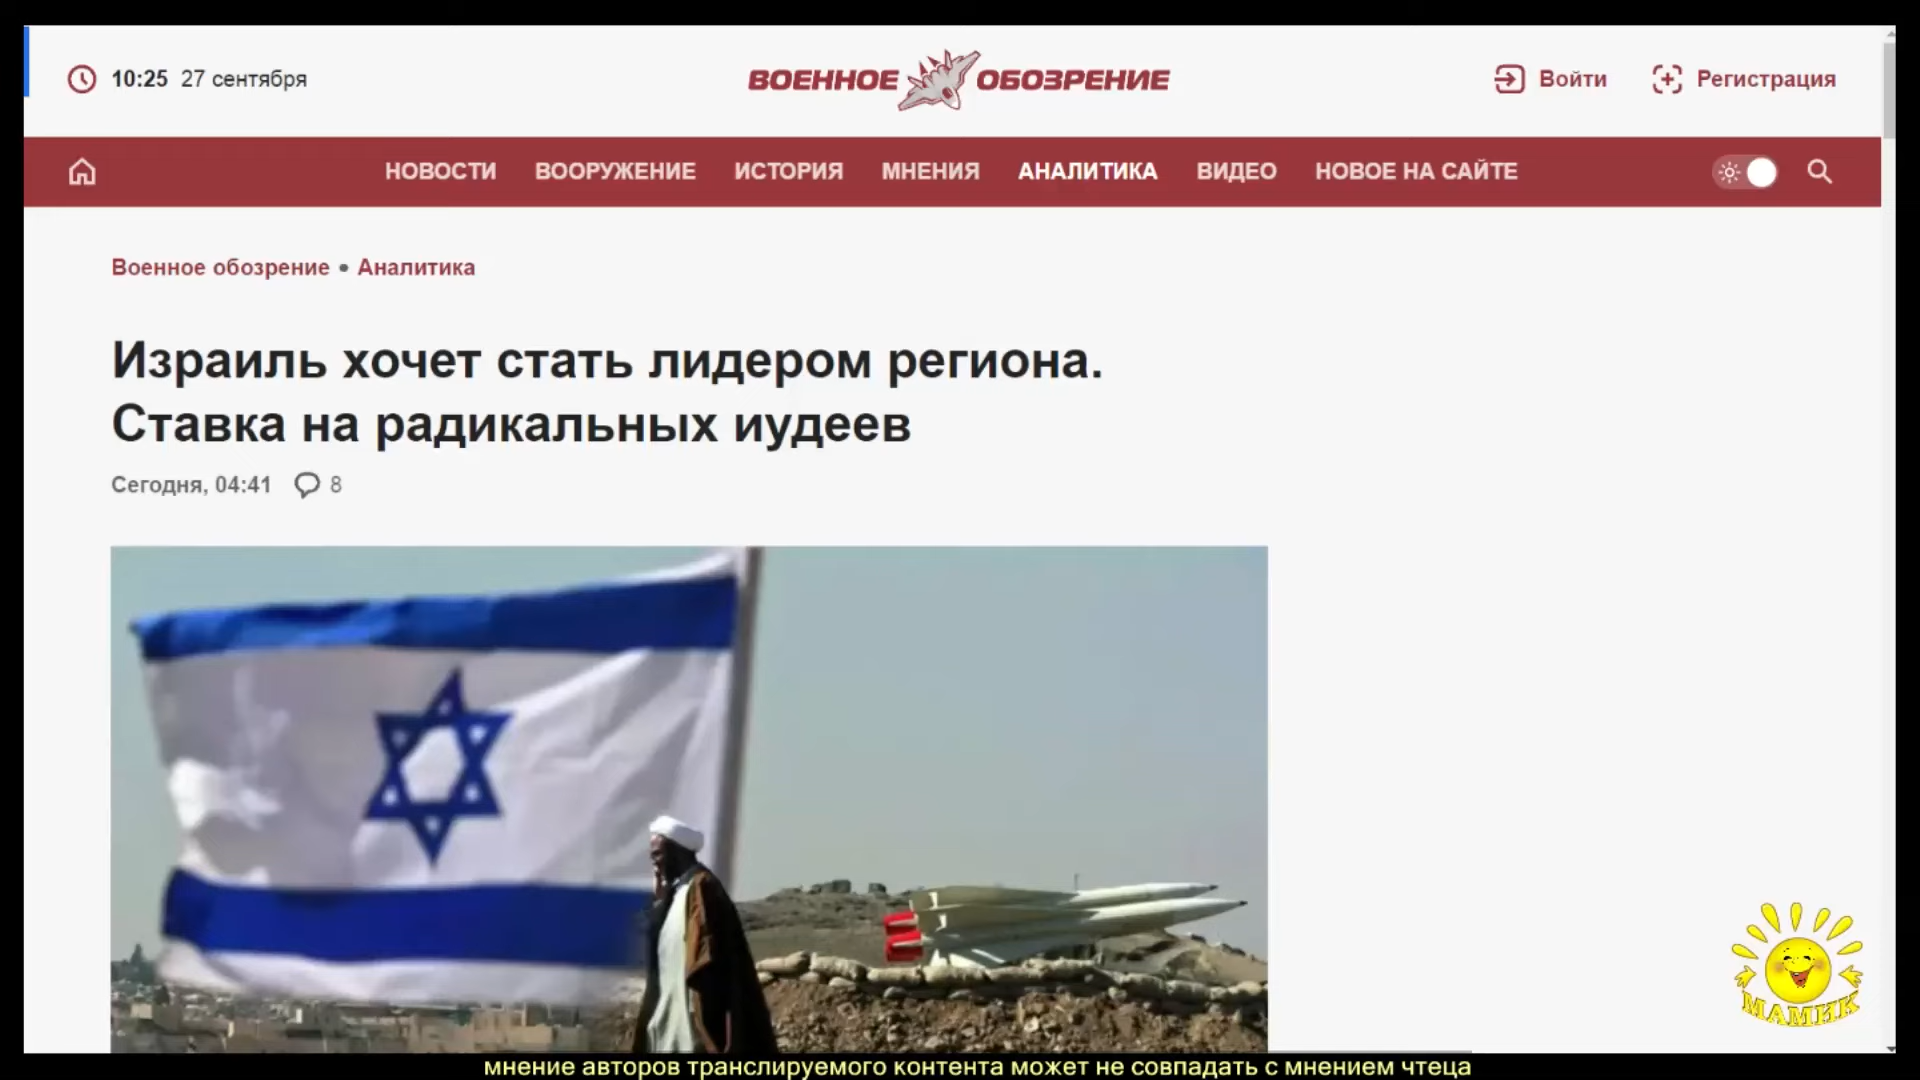 10:25 27 сентября
ВОЕННОЕ ОБОЗРЕНИЕ
Войти
Регистрация
НОВОСТИ ВООРУЖЕНИЕ ИСТОРИЯ МНЕНИЯ АНАЛИТИКА ВИДЕО НОВОЕ НА САЙТЕ
Военное обозрение • Аналитика
Израиль хочет стать лидером региона.
Ставка на радикальных иудеев
Сегодня, 04:41 8
МАМИК
мнение авторов транслируемого контента может не совпадать с мнением чтеца